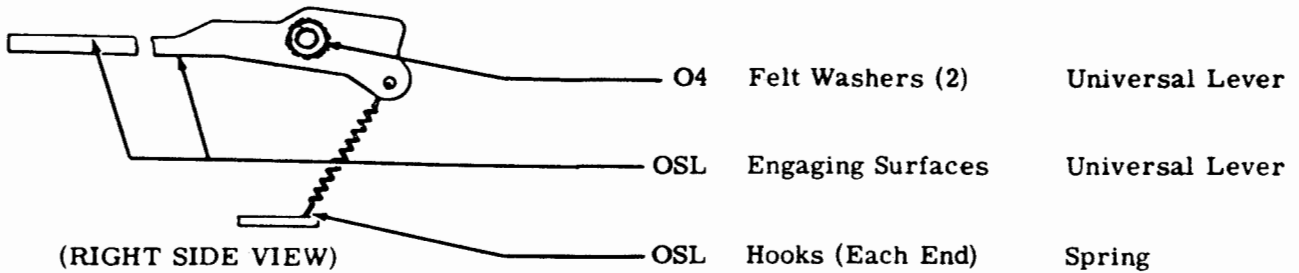 O4 Felt Washers (2) Universal Lever
OSL Engaging Surfaces Universal Lever
OSL Hooks (Each End) Spring
(RIGHT SIDE VIEW)